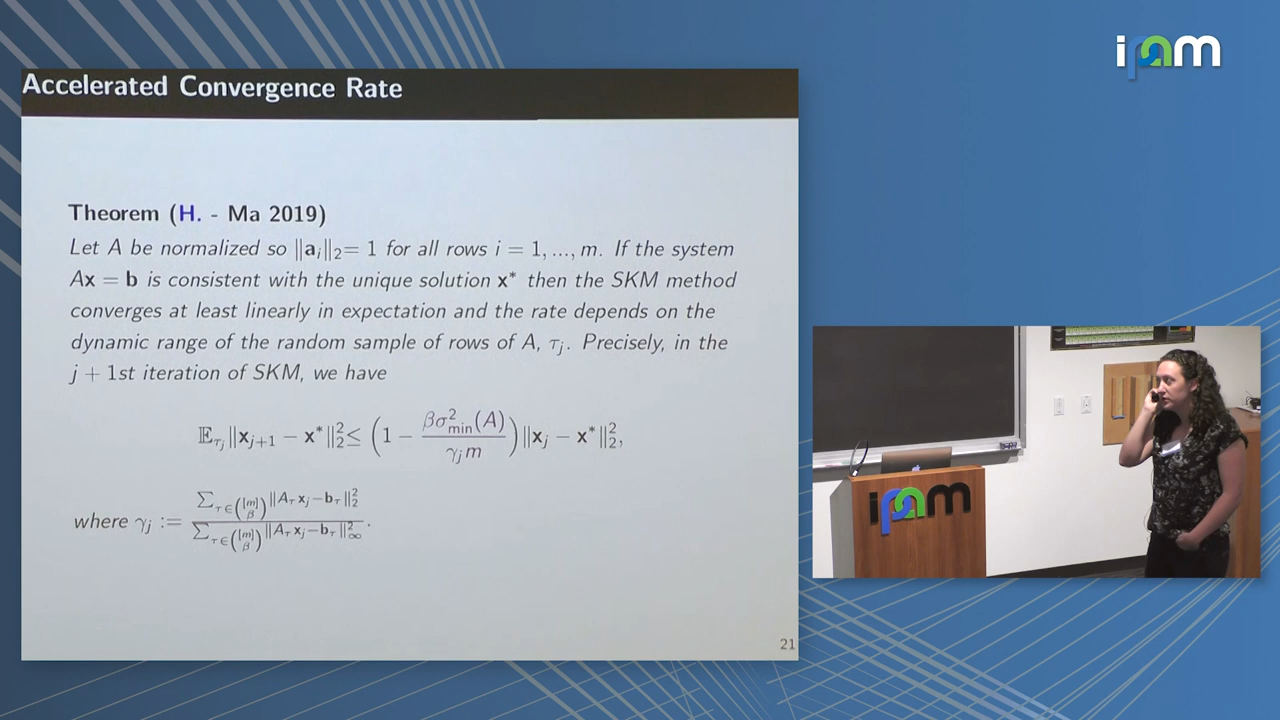 ipam
Accelerated Convergence Rate
Theorem (H. - Ma 2019)
Let A be normalized so ‖a_i‖_2= 1 for all rows i = 1, ..., m. If the system
Ax = b is consistent with the unique solution x* then the SKM method
converges at least linearly in expectation and the rate depends on the
dynamic range of the random sample of rows of A, τ_j. Precisely, in the
j + 1st iteration of SKM, we have
𝔼_{τ_j}‖x_{j+1} − x*‖_2^2≤ (1 − βσ_min^2(A)/(γ_j m))‖x_j − x*‖_2^2,
where γ_j := ∑_{τ∈([m] β)}‖A_τ x_j−b_τ‖_2^2 / ∑_{τ∈([m] β)}‖A_τ x_j−b_τ‖_∞^2.
21
ipam